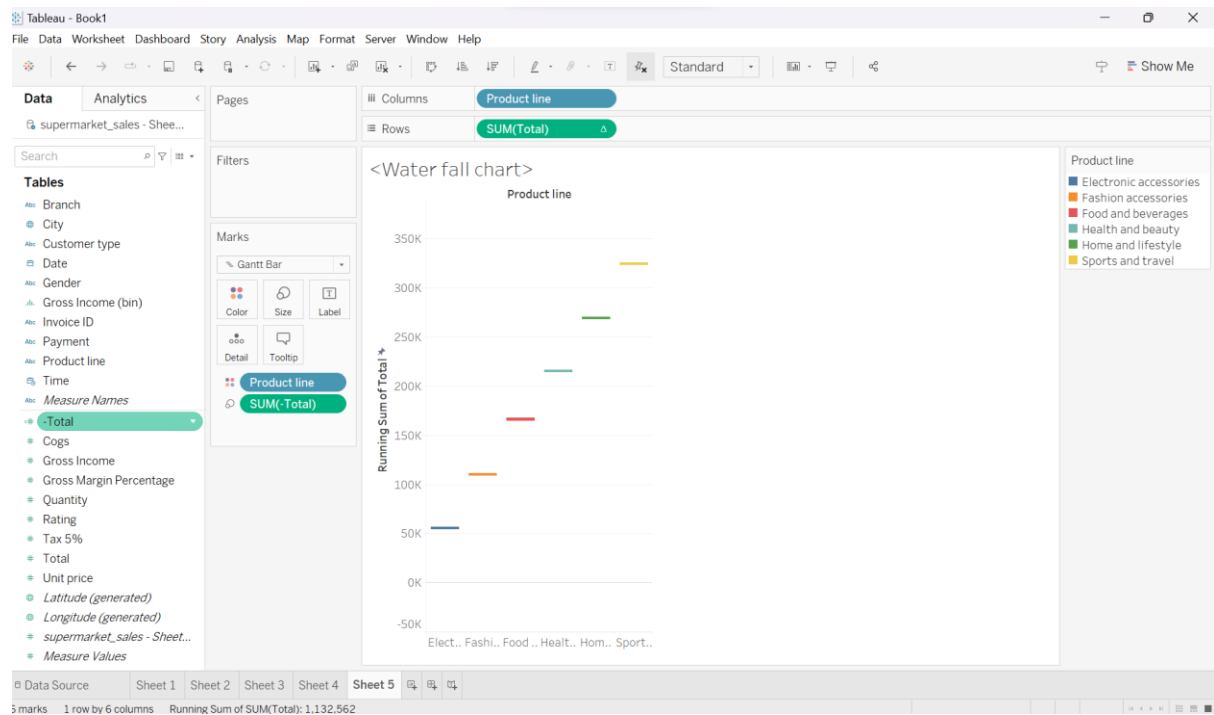 Tableau - Book1
File Data Worksheet Dashboard Story Analysis Map Format Server Window Help
Standard
Show Me
Data Analytics
supermarket_sales - Shee...
Search
Tables
Abc Branch
City
Abc Customer type
Date
Abc Gender
Gross Income (bin)
Abc Invoice ID
Abc Payment
Abc Product line
Time
Abc Measure Names
-Total
Cogs
Gross Income
Gross Margin Percentage
Quantity
Rating
Tax 5%
Total
Unit price
Latitude (generated)
Longitude (generated)
supermarket_sales - Sheet...
Measure Values
Pages
Filters
Marks
Gantt Bar
Color Size Label
Detail Tooltip
Product line
SUM(-Total)
Columns Product line
Rows SUM(Total) Δ
<Water fall chart>
Product line
Running Sum of Total
350K
300K
250K
200K
150K
100K
50K
0K
-50K
Elect.. Fashi.. Food .. Healt.. Hom.. Sport..
Product line
Electronic accessories
Fashion accessories
Food and beverages
Health and beauty
Home and lifestyle
Sports and travel
Data Source Sheet 1 Sheet 2 Sheet 3 Sheet 4 Sheet 5
marks 1 row by 6 columns Running Sum of SUM(Total): 1,132,562